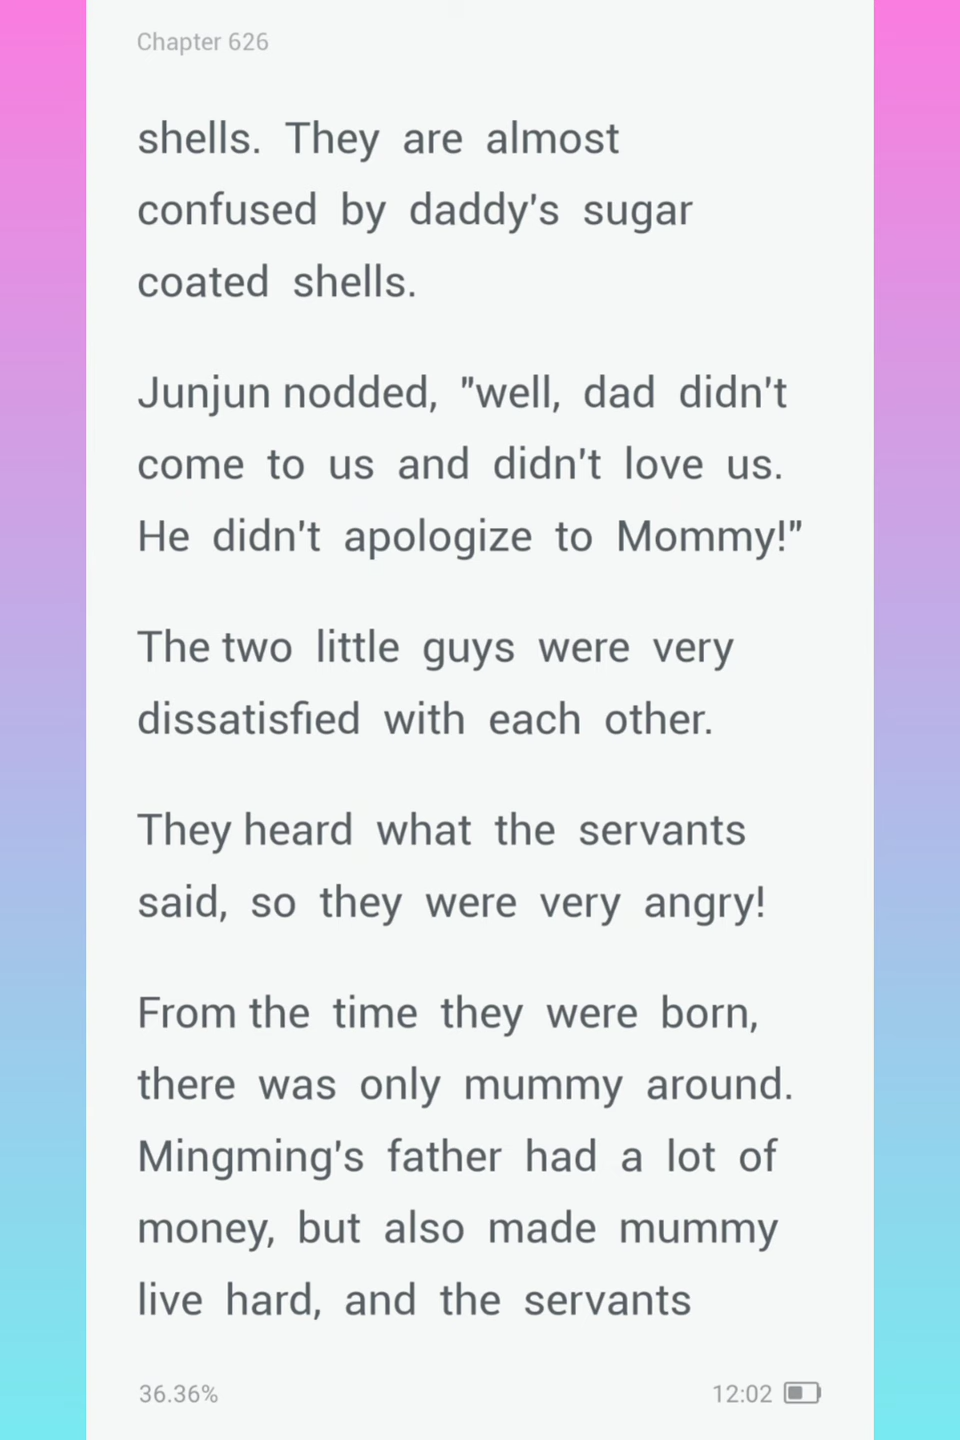 Chapter 626
shells. They are almost
confused by daddy's sugar
coated shells.
Junjun nodded, "well, dad didn't
come to us and didn't love us.
He didn't apologize to Mommy!"
The two little guys were very
dissatisfied with each other.
They heard what the servants
said, so they were very angry!
From the time they were born,
there was only mummy around.
Mingming's father had a lot of
money, but also made mummy
live hard, and the servants
36.36% 12:02